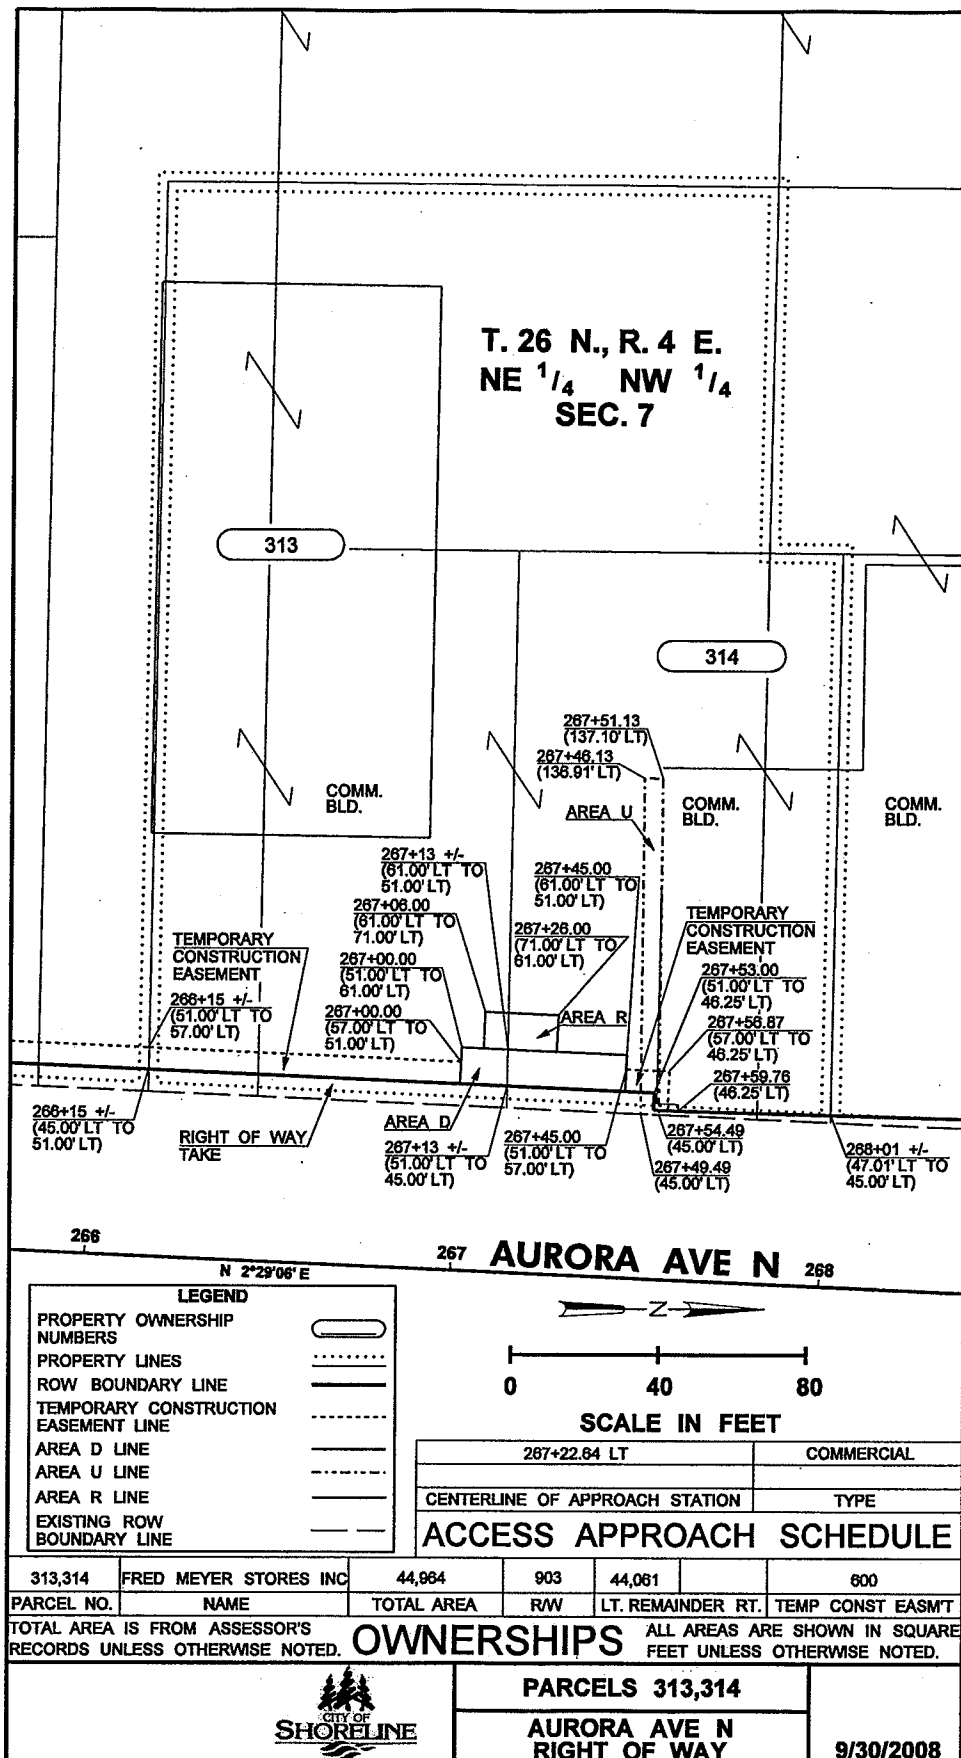 T. 26 N., R. 4 E.
NE 1/4 NW 1/4
SEC. 7
313
314
267+51.13
(137.10' LT)
267+46.13
(136.91' LT)
AREA U
COMM.
BLD.
COMM.
BLD.
COMM.
BLD.
267+13 +/-
(61.00' LT TO
51.00' LT)
267+45.00
(61.00' LT TO
51.00' LT)
267+06.00
(61.00' LT TO
71.00' LT)
267+26.00
(71.00' LT TO
61.00' LT)
TEMPORARY
CONSTRUCTION
EASEMENT
TEMPORARY
CONSTRUCTION
EASEMENT
267+00.00
(51.00' LT TO
61.00' LT)
267+53.00
(51.00' LT TO
46.25' LT)
266+15 +/-
(51.00' LT TO
57.00' LT)
267+00.00
(57.00' LT TO
51.00' LT)
AREA R
267+56.87
(57.00' LT TO
46.25' LT)
267+59.76
(46.25' LT)
266+15 +/-
(45.00' LT TO
51.00' LT)
RIGHT OF WAY
TAKE
AREA D
267+13 +/-
(51.00' LT TO
45.00' LT)
267+45.00
(51.00' LT TO
57.00' LT)
267+54.49
(45.00' LT)
267+49.49
(45.00' LT)
268+01 +/-
(47.01' LT TO
45.00' LT)
266
267
AURORA AVE N
268
N 2°29'06" E
LEGEND
PROPERTY OWNERSHIP
NUMBERS
PROPERTY LINES
ROW BOUNDARY LINE
TEMPORARY CONSTRUCTION
EASEMENT LINE
AREA D LINE
AREA U LINE
AREA R LINE
EXISTING ROW
BOUNDARY LINE
Z
0 40 80
SCALE IN FEET
267+22.64 LT COMMERCIAL
CENTERLINE OF APPROACH STATION TYPE
ACCESS APPROACH SCHEDULE
313,314 FRED MEYER STORES INC 44,964 903 44,061 600
PARCEL NO. NAME TOTAL AREA R/W LT. REMAINDER RT. TEMP CONST EASM'T
TOTAL AREA IS FROM ASSESSOR'S
RECORDS UNLESS OTHERWISE NOTED.
OWNERSHIPS
ALL AREAS ARE SHOWN IN SQUARE
FEET UNLESS OTHERWISE NOTED.
CITY OF
SHORELINE
PARCELS 313,314
AURORA AVE N
RIGHT OF WAY
9/30/2008